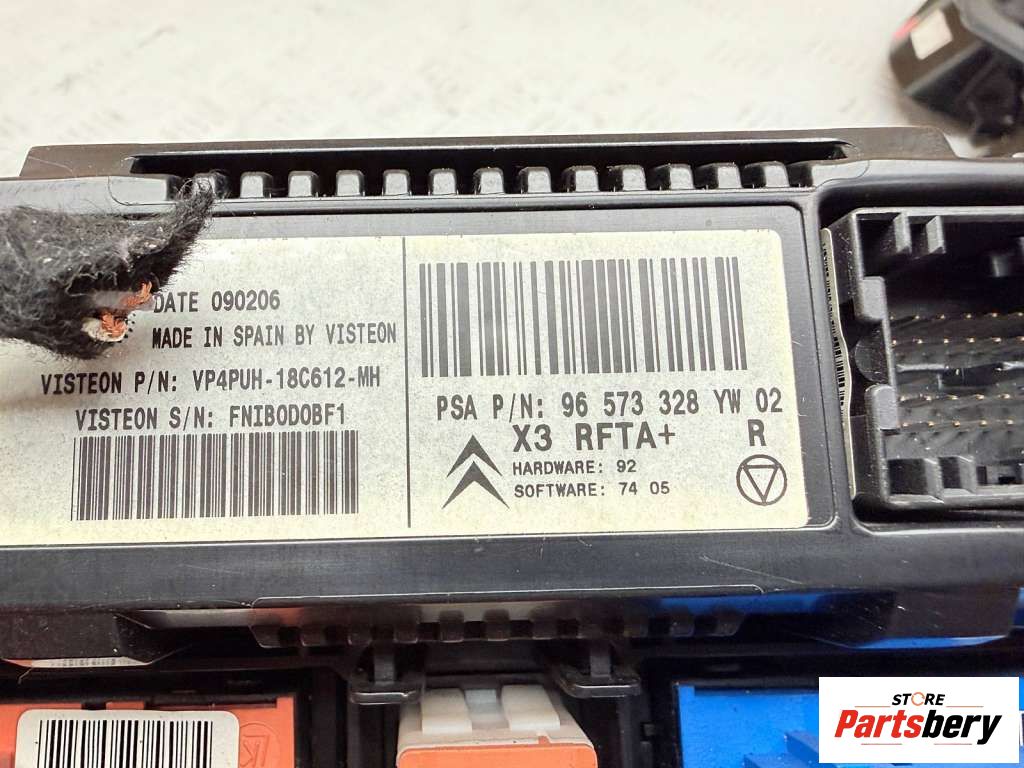 DATE 090206
MADE IN SPAIN BY VISTEON
VISTEON P/N: VP4PUH-18C612-MH
VISTEON S/N: FNIBOD0BF1
PSA P/N: 96 573 328 YW 02
X3 RFTA+ R
HARDWARE: 92
SOFTWARE: 74 05
STORE
Partsbery